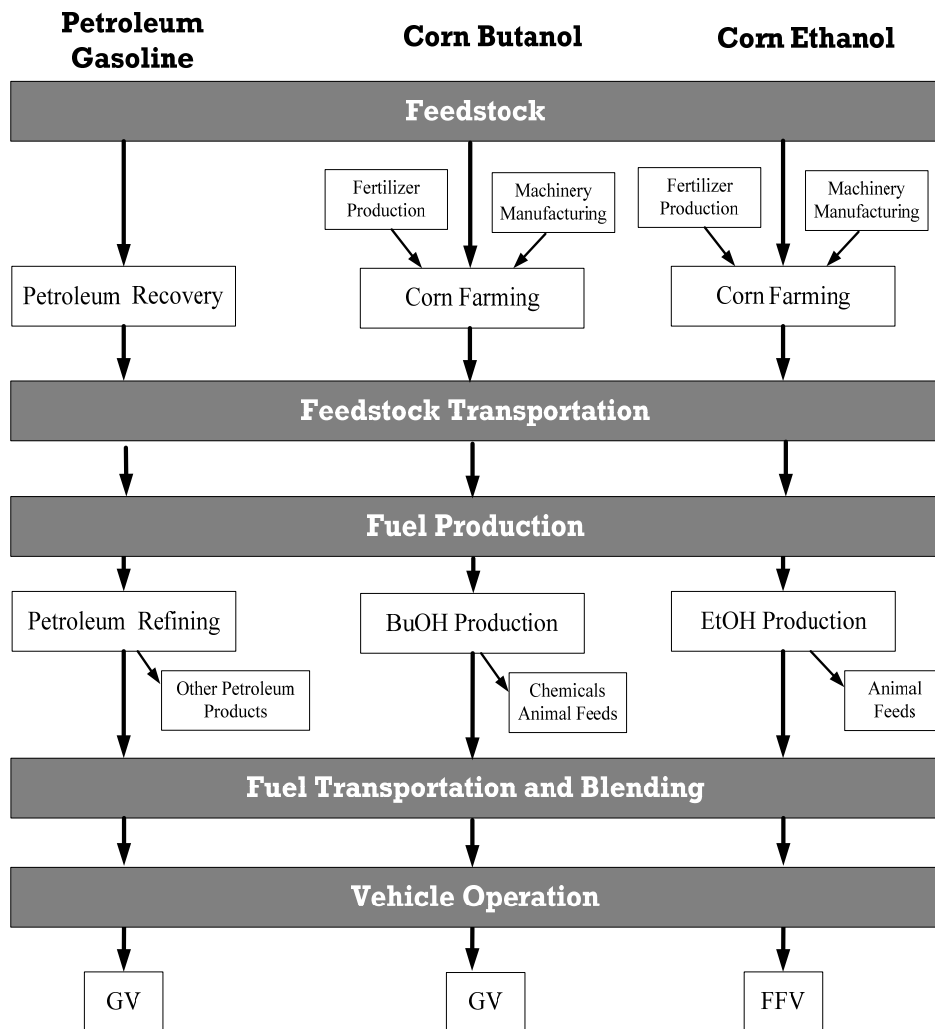 Petroleum
Gasoline
Corn Butanol
Corn Ethanol
Feedstock
Fertilizer
Production
Machinery
Manufacturing
Fertilizer
Production
Machinery
Manufacturing
Petroleum Recovery
Corn Farming
Corn Farming
Feedstock Transportation
Fuel Production
Petroleum Refining
BuOH Production
EtOH Production
Other Petroleum
Products
Chemicals
Animal Feeds
Animal
Feeds
Fuel Transportation and Blending
Vehicle Operation
GV
GV
FFV